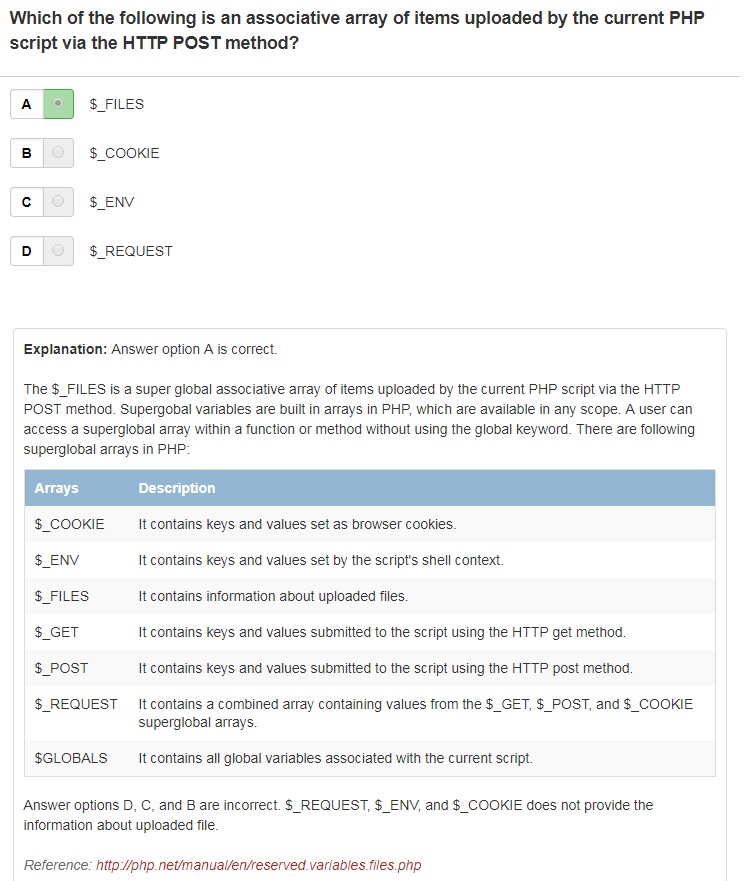 Which of the following is an associative array of items uploaded by the current PHP
script via the HTTP POST method?
A $_FILES
B $_COOKIE
C $_ENV
D $_REQUEST
Explanation: Answer option A is correct.
The $_FILES is a super global associative array of items uploaded by the current PHP script via the HTTP
POST method. Supergobal variables are built in arrays in PHP, which are available in any scope. A user can
access a superglobal array within a function or method without using the global keyword. There are following
superglobal arrays in PHP:
Arrays Description
$_COOKIE It contains keys and values set as browser cookies.
$_ENV It contains keys and values set by the script's shell context.
$_FILES It contains information about uploaded files.
$_GET It contains keys and values submitted to the script using the HTTP get method.
$_POST It contains keys and values submitted to the script using the HTTP post method.
$_REQUEST It contains a combined array containing values from the $_GET, $_POST, and $_COOKIE
superglobal arrays.
$GLOBALS It contains all global variables associated with the current script.
Answer options D, C, and B are incorrect. $_REQUEST, $_ENV, and $_COOKIE does not provide the
information about uploaded file.
Reference: http://php.net/manual/en/reserved.variables.files.php